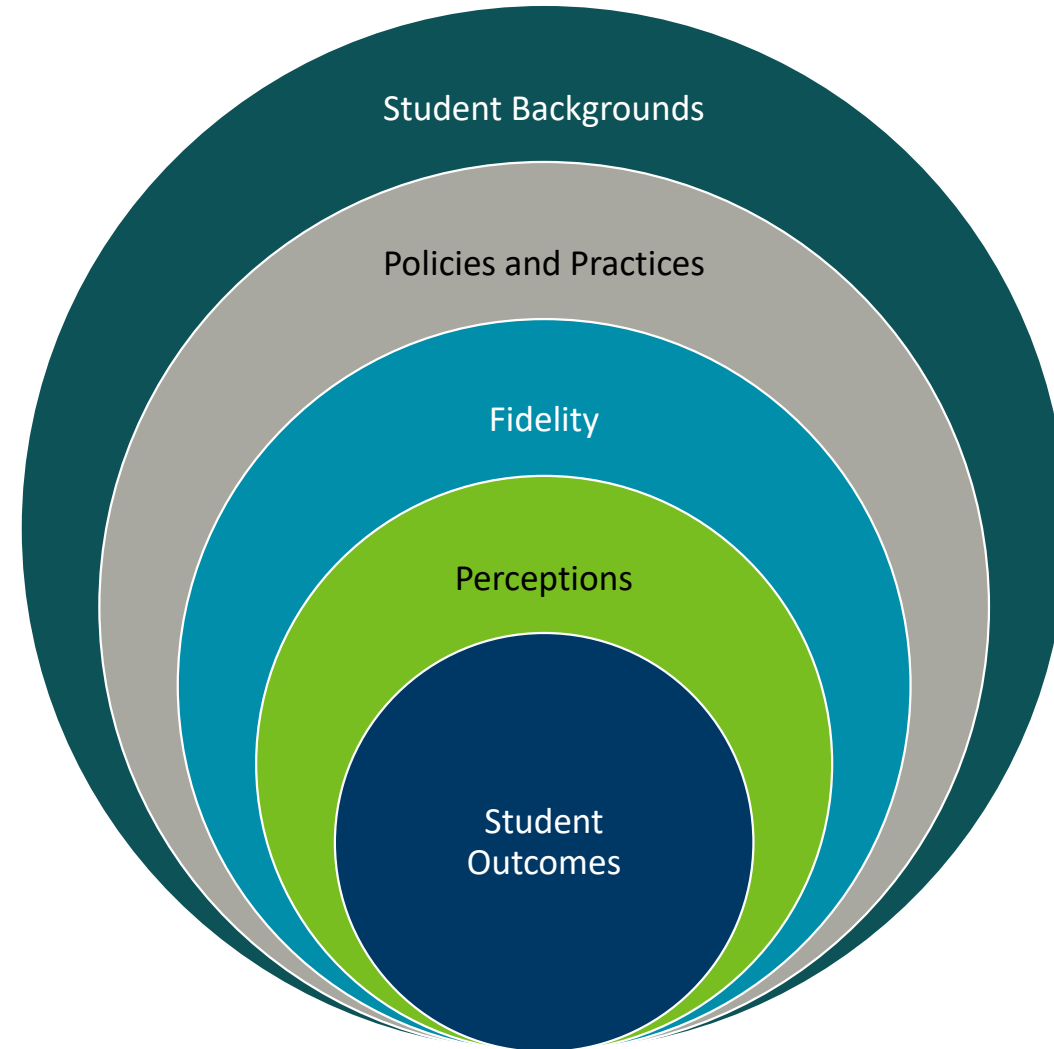 Student Backgrounds
Policies and Practices
Fidelity
Perceptions
Student
Outcomes